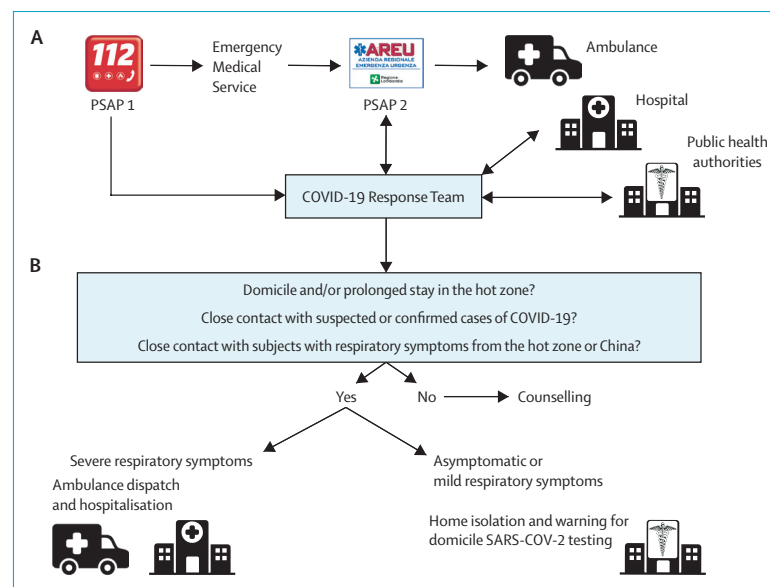 A
112
Emergency
Medical
Service
AREU
AZIENDA REGIONALE
EMERGENZA URGENZA
Regione
Lombardia
Ambulance
PSAP 1
PSAP 2
Hospital
Public health
authorities
COVID-19 Response Team
B
Domicile and/or prolonged stay in the hot zone?
Close contact with suspected or confirmed cases of COVID-19?
Close contact with subjects with respiratory symptoms from the hot zone or China?
Yes
No
Counselling
Severe respiratory symptoms
Ambulance dispatch
and hospitalisation
Asymptomatic or
mild respiratory symptoms
Home isolation and warning for
domicile SARS-COV-2 testing